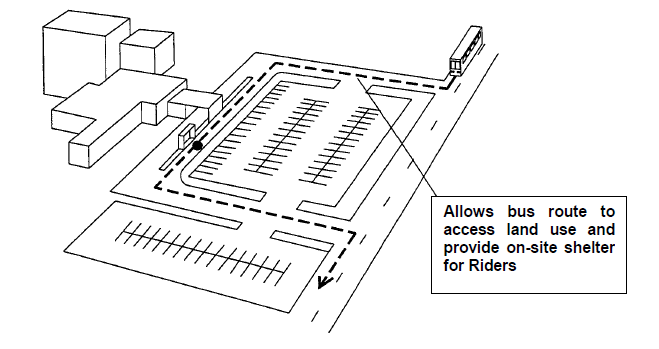 Allows bus route to
access land use and
provide on-site shelter
for Riders